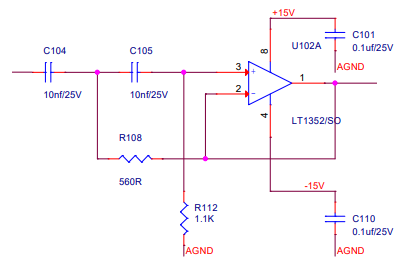 +15V
C104
C105
8
U102A
C101
0.1uf/25V
3
+
1
AGND
2
-
10nf/25V
10nf/25V
4
LT1352/SO
R108
560R
-15V
R112
1.1K
C110
0.1uf/25V
AGND
AGND